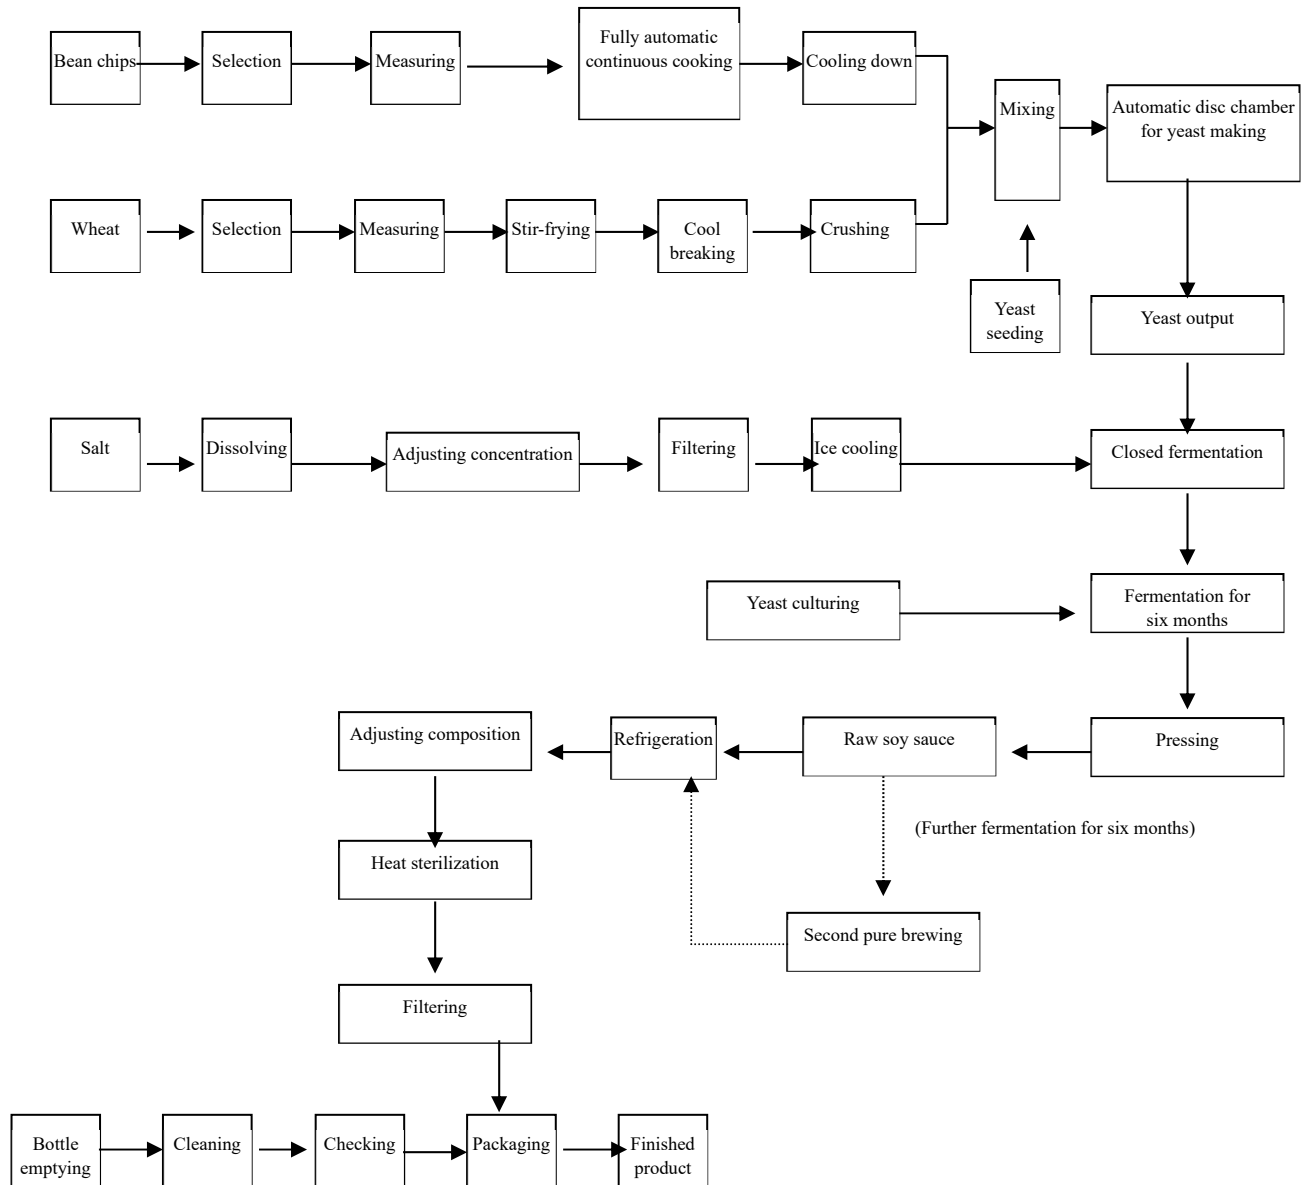 Bean chips
Selection
Measuring
Fully automatic
continuous cooking
Cooling down
Mixing
Automatic disc chamber
for yeast making
Wheat
Selection
Measuring
Stir-frying
Cool
breaking
Crushing
Yeast
seeding
Yeast output
Salt
Dissolving
Adjusting concentration
Filtering
Ice cooling
Closed fermentation
Yeast culturing
Fermentation for
six months
Adjusting composition
Refrigeration
Raw soy sauce
Pressing
(Further fermentation for six months)
Heat sterilization
Second pure brewing
Filtering
Bottle
emptying
Cleaning
Checking
Packaging
Finished
product